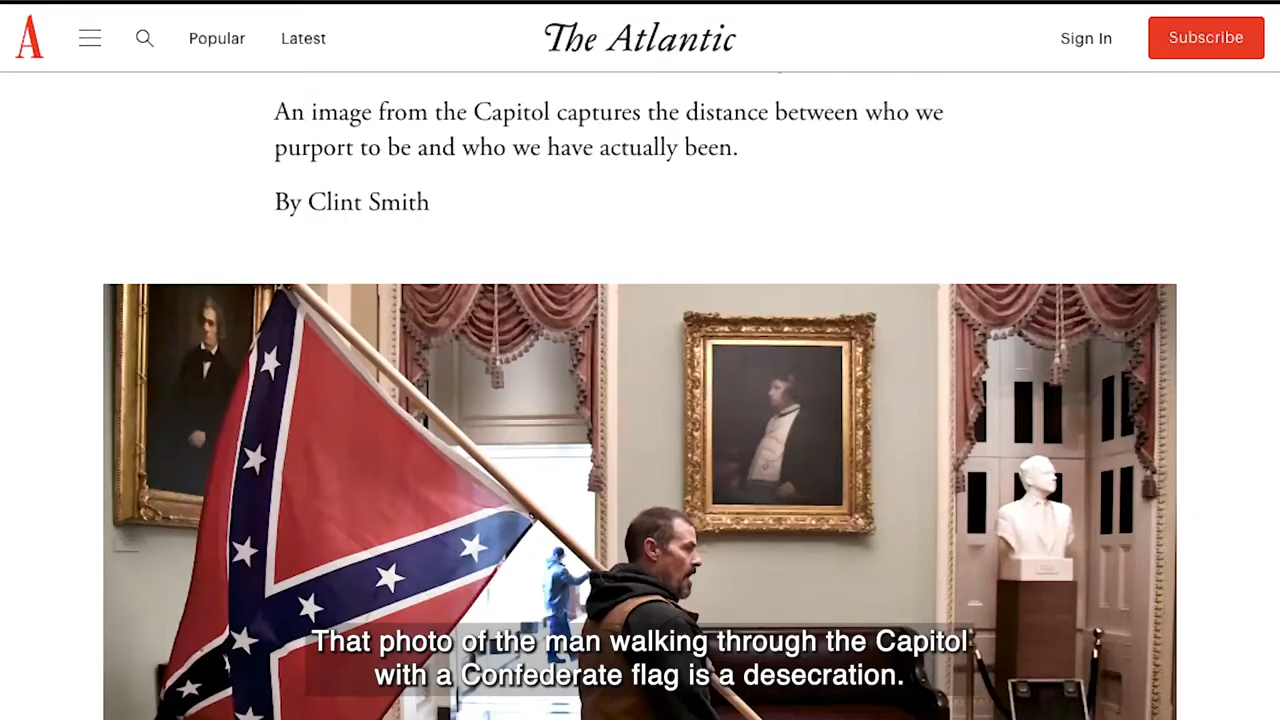 A
Popular
Latest
The Atlantic
Sign In
Subscribe
An image from the Capitol captures the distance between who we
purport to be and who we have actually been.
By Clint Smith
That photo of the man walking through the Capitol
with a Confederate flag is a desecration.